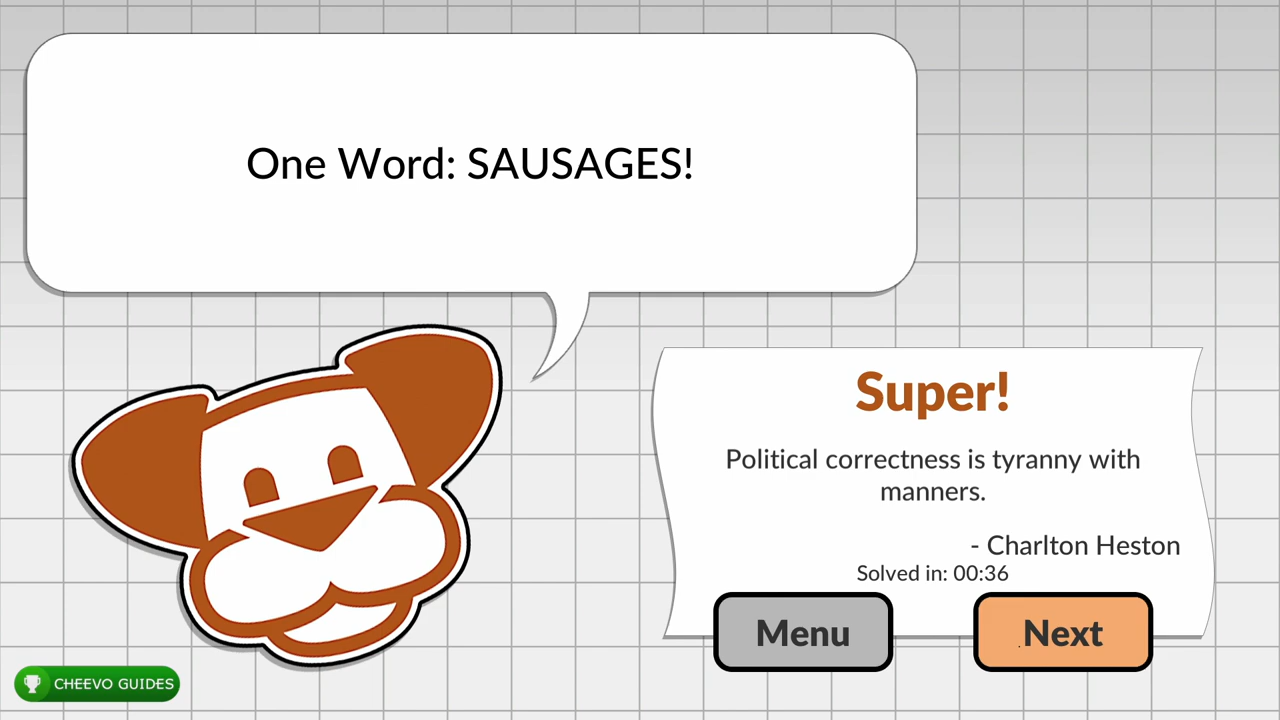 One Word: SAUSAGES!
Super!
Political correctness is tyranny with
manners.
- Charlton Heston
Solved in: 00:36
Menu
Next
CHEEVO GUIDES